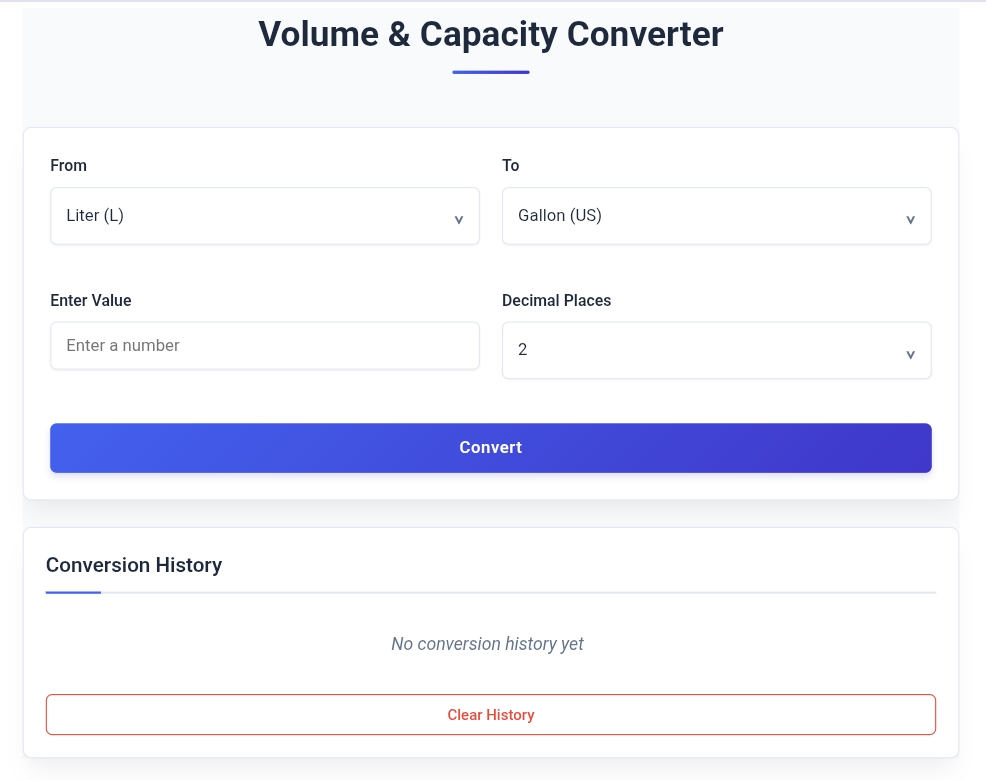 Volume & Capacity Converter
From
To
Liter (L)
Gallon (US)
Enter Value
Decimal Places
Enter a number
2
Convert
Conversion History
No conversion history yet
Clear History